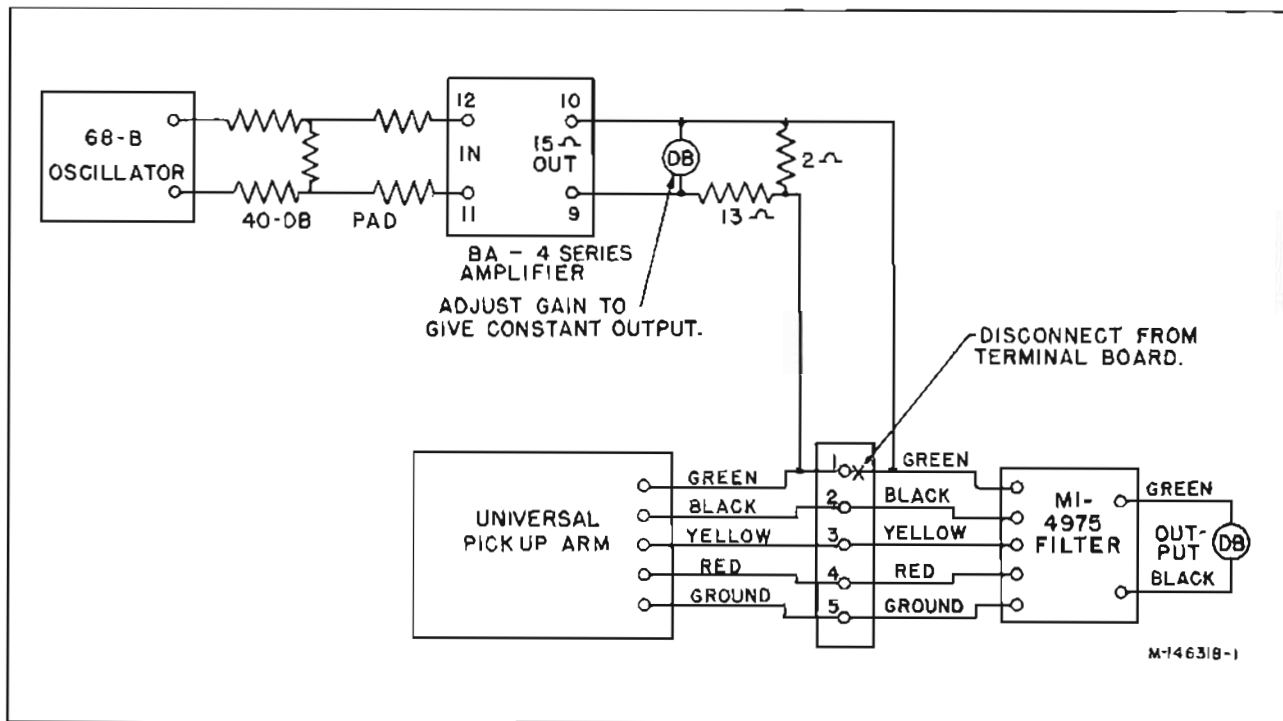 68-B
OSCILLATOR
40-DB PAD
12
IN
11
10
15 Ω
OUT
9
BA - 4 SERIES
AMPLIFIER
DB
2 Ω
13 Ω
ADJUST GAIN TO
GIVE CONSTANT OUTPUT.
DISCONNECT FROM
TERMINAL BOARD.
UNIVERSAL
PICKUP ARM
GREEN
BLACK
YELLOW
RED
GROUND
1
2
3
4
5
GREEN
BLACK
YELLOW
RED
GROUND
MI-
4975
FILTER
GREEN
OUT-
PUT
DB
BLACK
M-146318-1